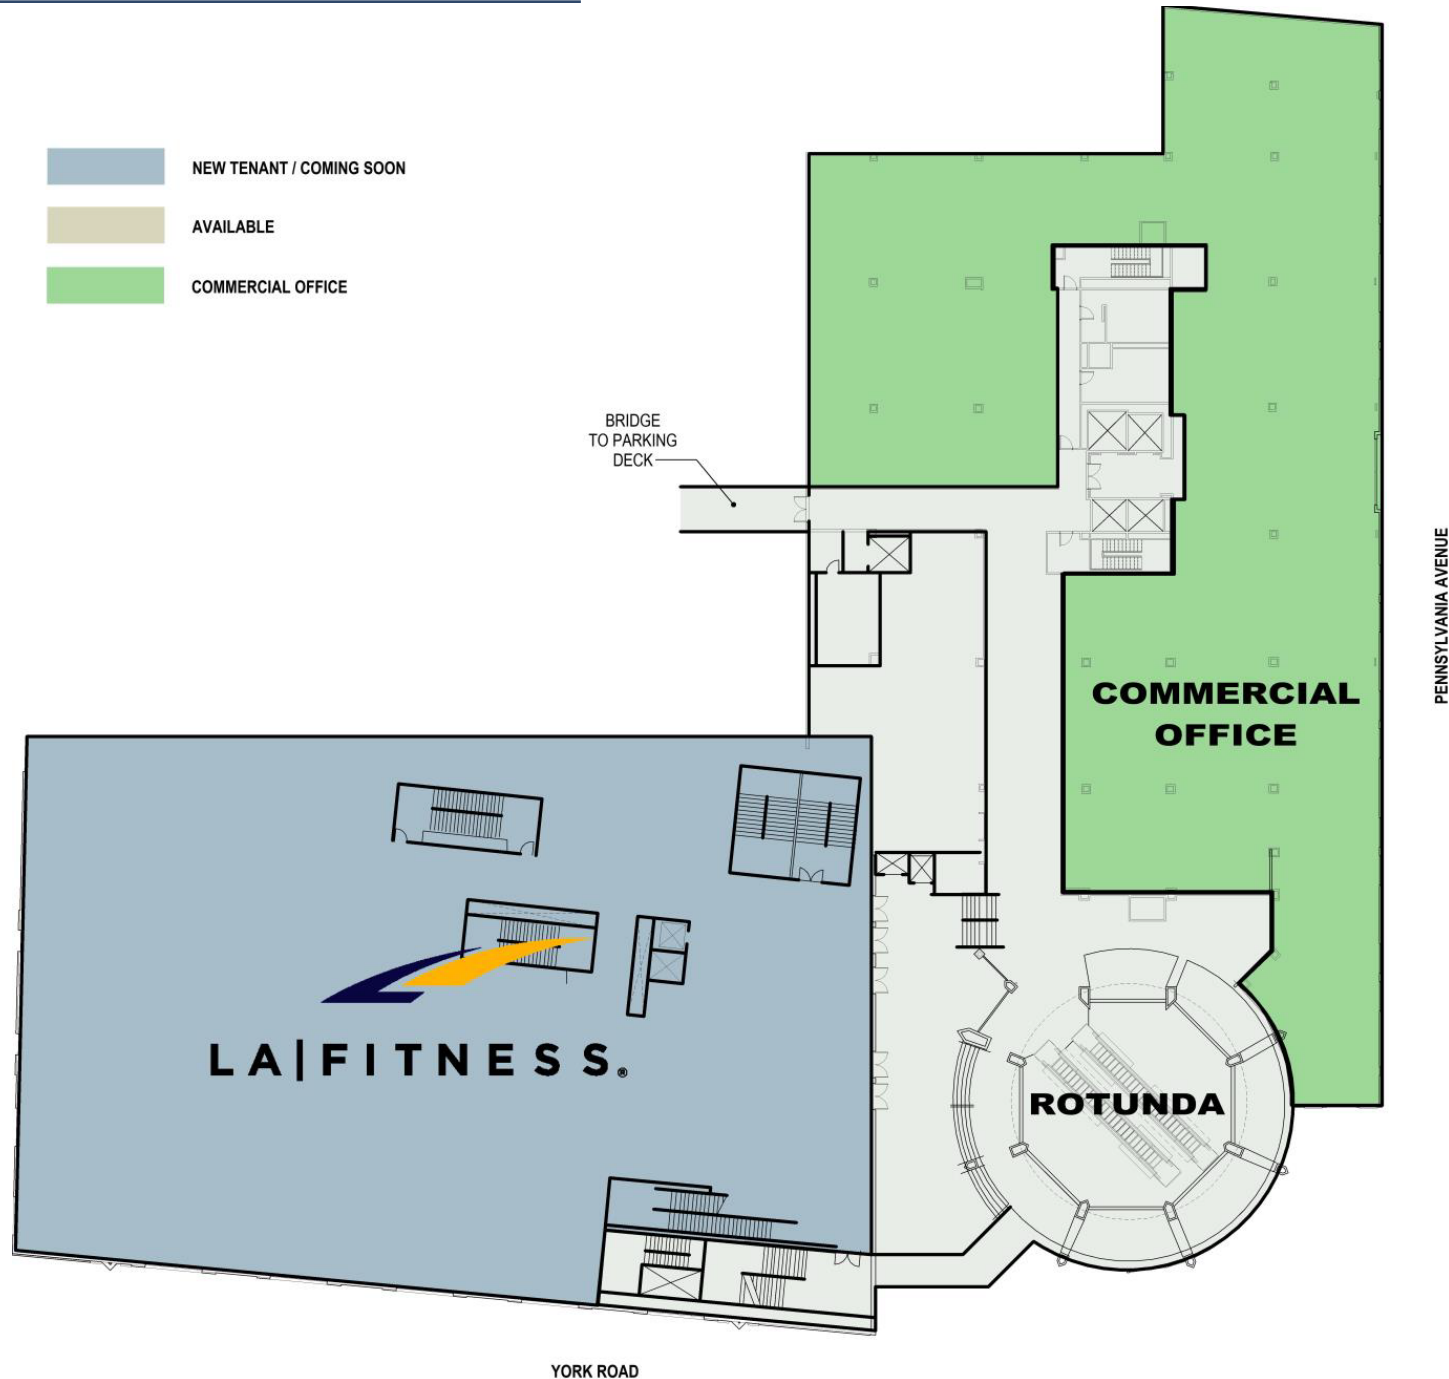 NEW TENANT / COMING SOON
AVAILABLE
COMMERCIAL OFFICE
BRIDGE
TO PARKING
DECK
PENNSYLVANIA AVENUE
COMMERCIAL
OFFICE
LA|FITNESS®
ROTUNDA
YORK ROAD